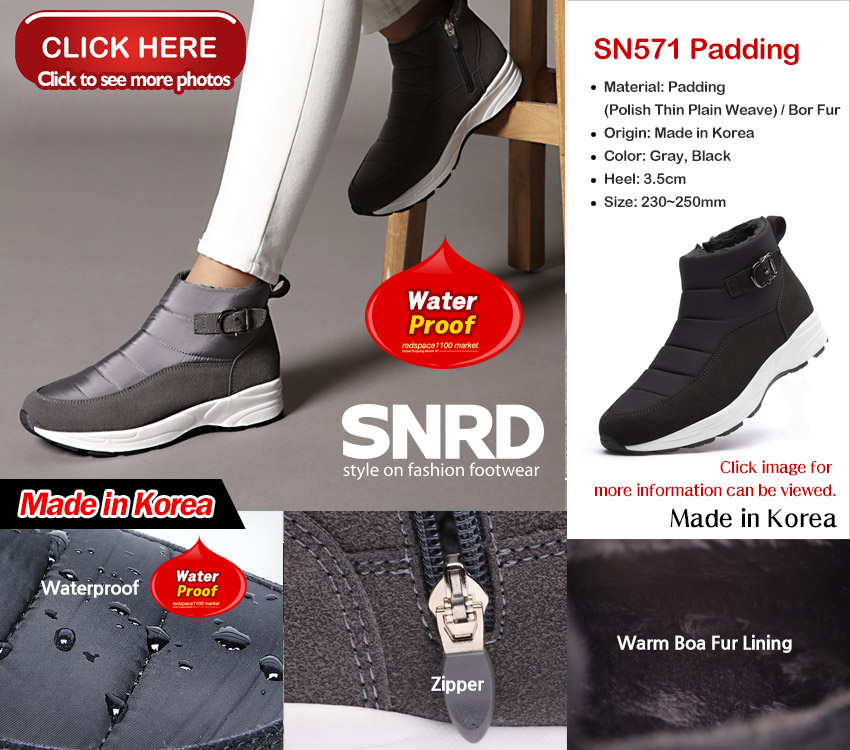 CLICK HERE
Click to see more photos
SN571 Padding
• Material: Padding
(Polish Thin Plain Weave) / Bor Fur
• Origin: Made in Korea
• Color: Gray, Black
• Heel: 3.5cm
• Size: 230~250mm
Water
Proof
redspace1100 market
SNRD
style on fashion footwear
Click image for
more information can be viewed.
Made in Korea
Made in Korea
Waterproof
Water
Proof
redspace1100 market
Zipper
Warm Boa Fur Lining